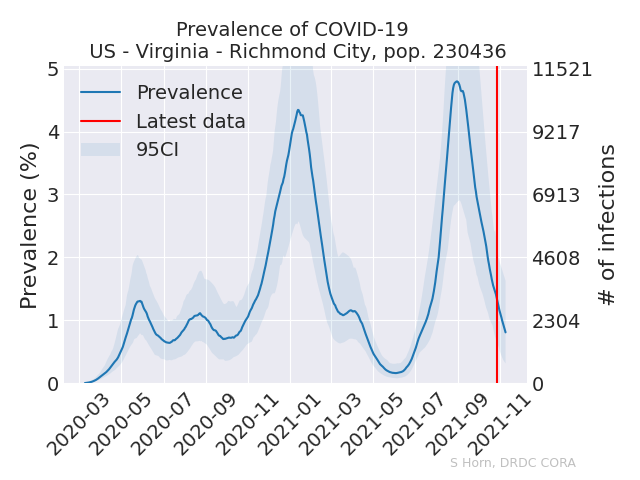 Prevalence of COVID-19
US - Virginia - Richmond City, pop. 230436
Prevalence
Latest data
95CI
Prevalence (%)
5
4
3
2
1
0
11521
9217
6913
4608
2304
0
# of infections
2020-03
2020-05
2020-07
2020-09
2020-11
2021-01
2021-03
2021-05
2021-07
2021-09
2021-11
S Horn, DRDC CORA